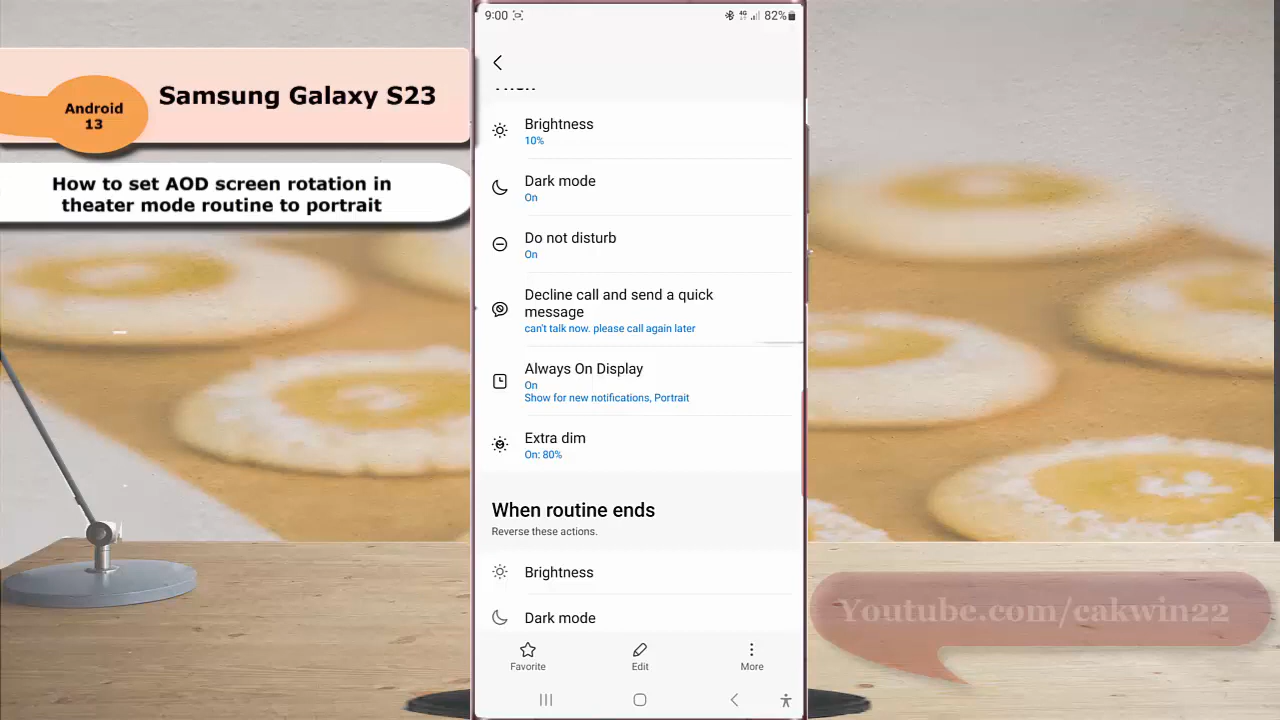 Samsung Galaxy S23
Android
13
How to set AOD screen rotation in
theater mode routine to portrait
9:00
82%
Brightness
10%
Dark mode
On
Do not disturb
On
Decline call and send a quick
message
can't talk now. please call again later
Always On Display
On
Show for new notifications, Portrait
Extra dim
On: 80%
When routine ends
Reverse these actions.
Brightness
Dark mode
Favorite
Edit
More
Youtube.com/cakwin22